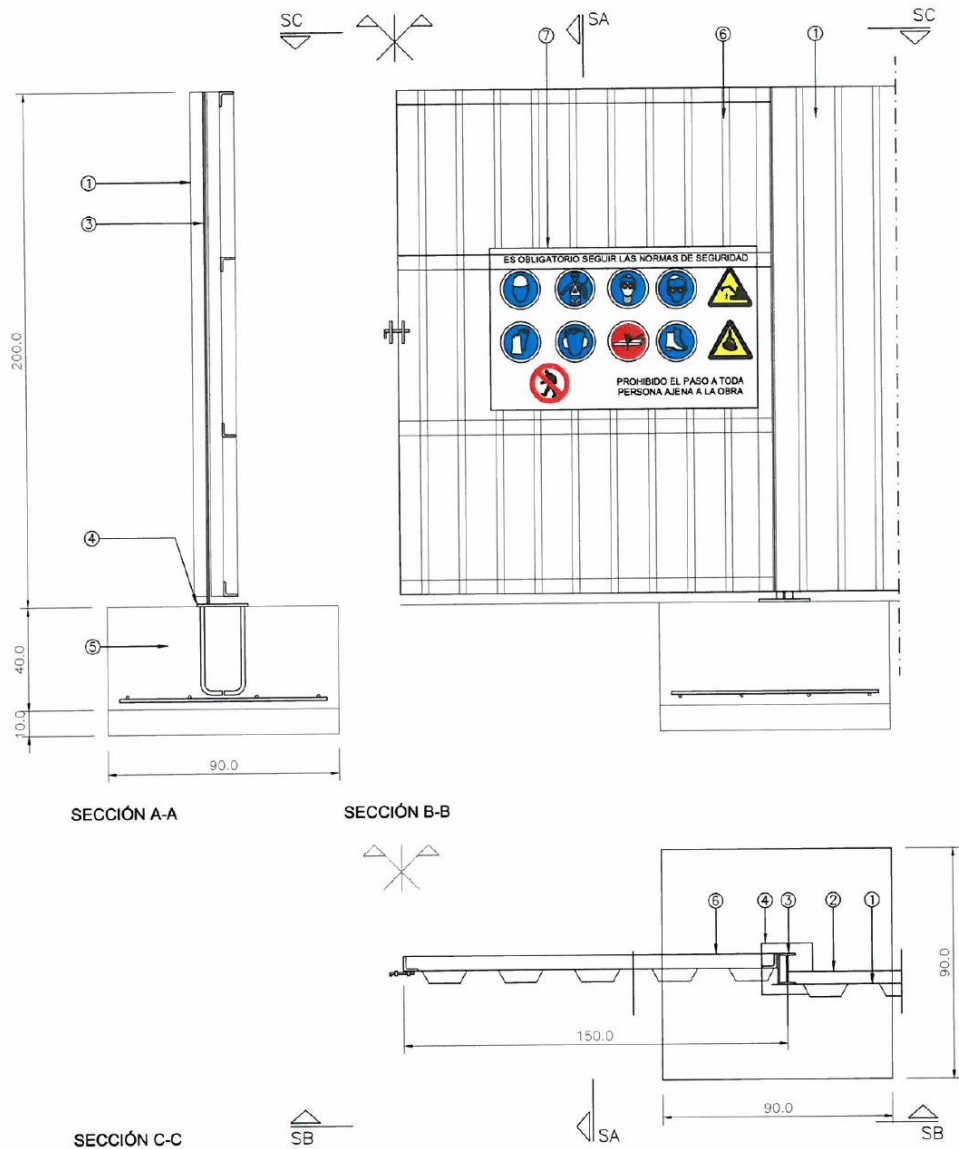 SC
SA
SC
7
6
1
1
3
200.0
ES OBLIGATORIO SEGUIR LAS NORMAS DE SEGURIDAD
PROHIBIDO EL PASO A TODA
PERSONA AJENA A LA OBRA
4
5
40.0
10.0
90.0
SECCIÓN A-A
SECCIÓN B-B
6
4
3
2
1
150.0
90.0
90.0
SECCIÓN C-C
SB
SA
SB